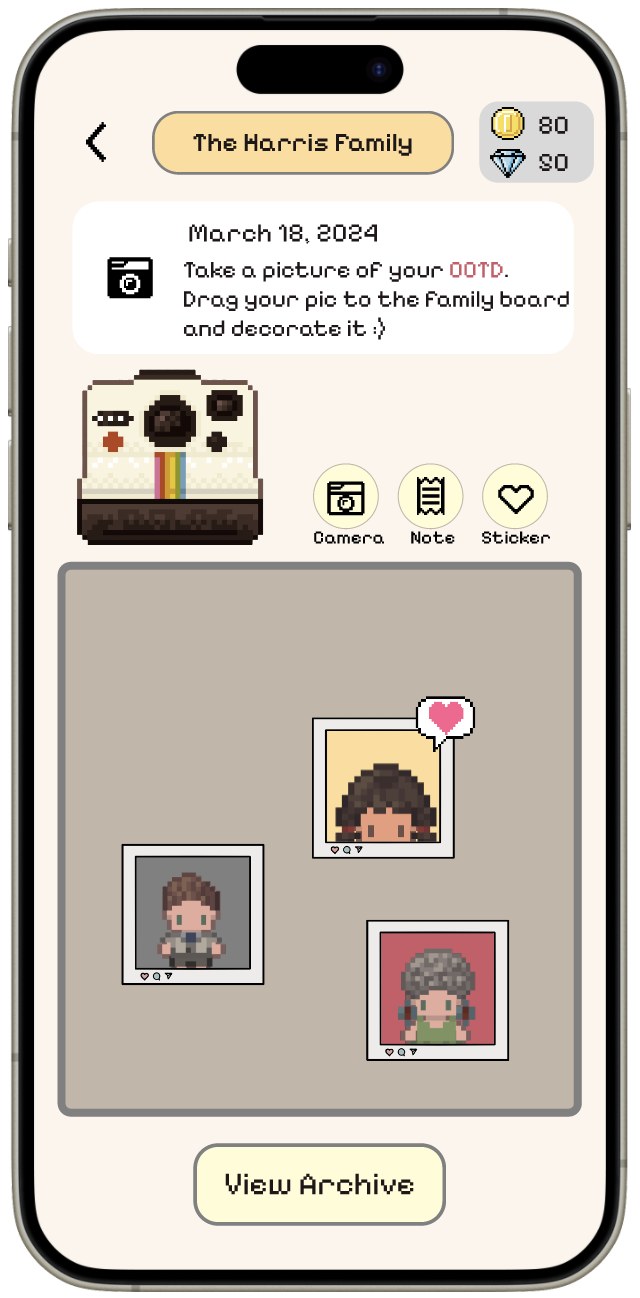 The Harris Family
80
March 18, 2024
Take a picture of your OOTD.
Drag your pic to the family board
and decorate it :)
Camera
Note
Sticker
View Archive